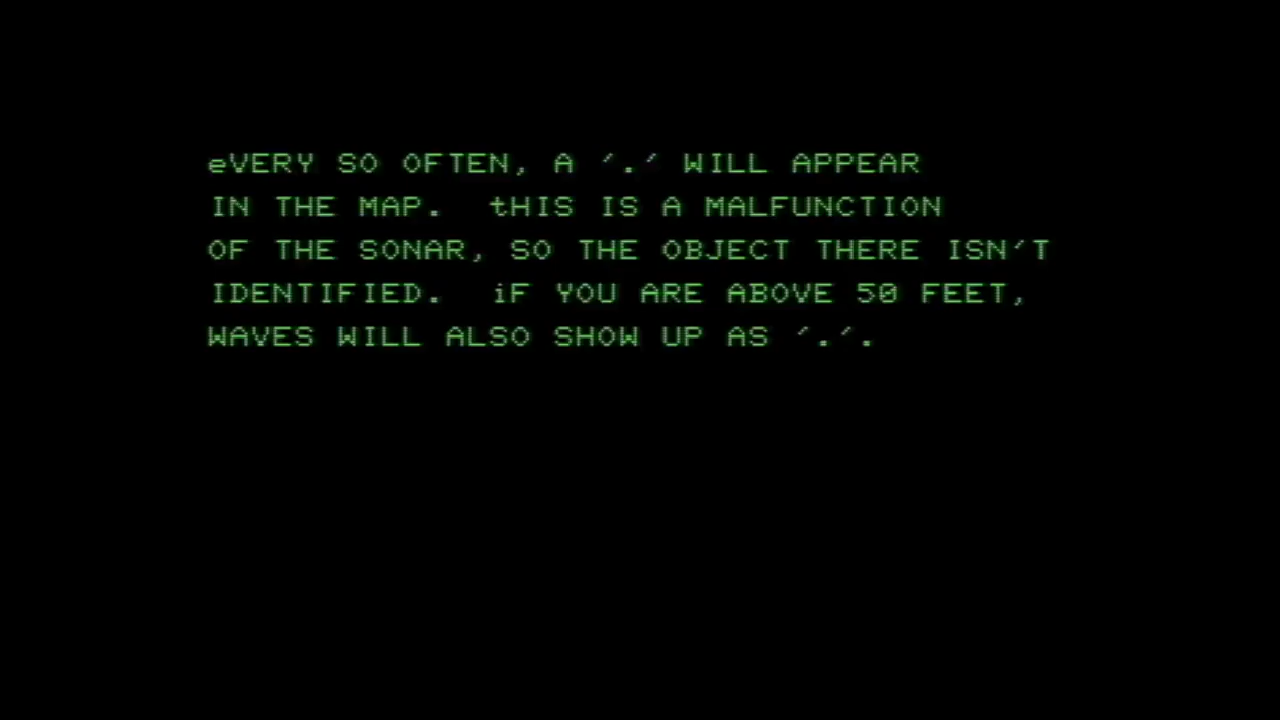 eVERY SO OFTEN, A '.' WILL APPEAR
IN THE MAP.  tHIS IS A MALFUNCTION
OF THE SONAR, SO THE OBJECT THERE ISN'T
IDENTIFIED.  iF YOU ARE ABOVE 50 FEET,
WAVES WILL ALSO SHOW UP AS '.'.